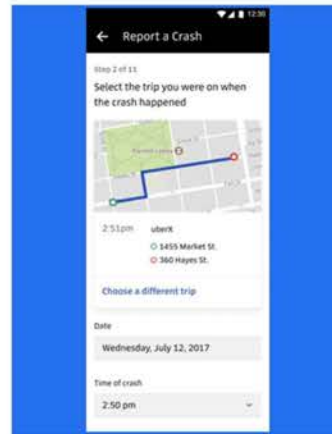 12:30
Report a Crash
Step 2 of 11
Select the trip you were on when
the crash happened
2:51pm
uberX
1455 Market St.
360 Hayes St.
Choose a different trip
Date
Wednesday, July 12, 2017
Time of crash
2:50 pm